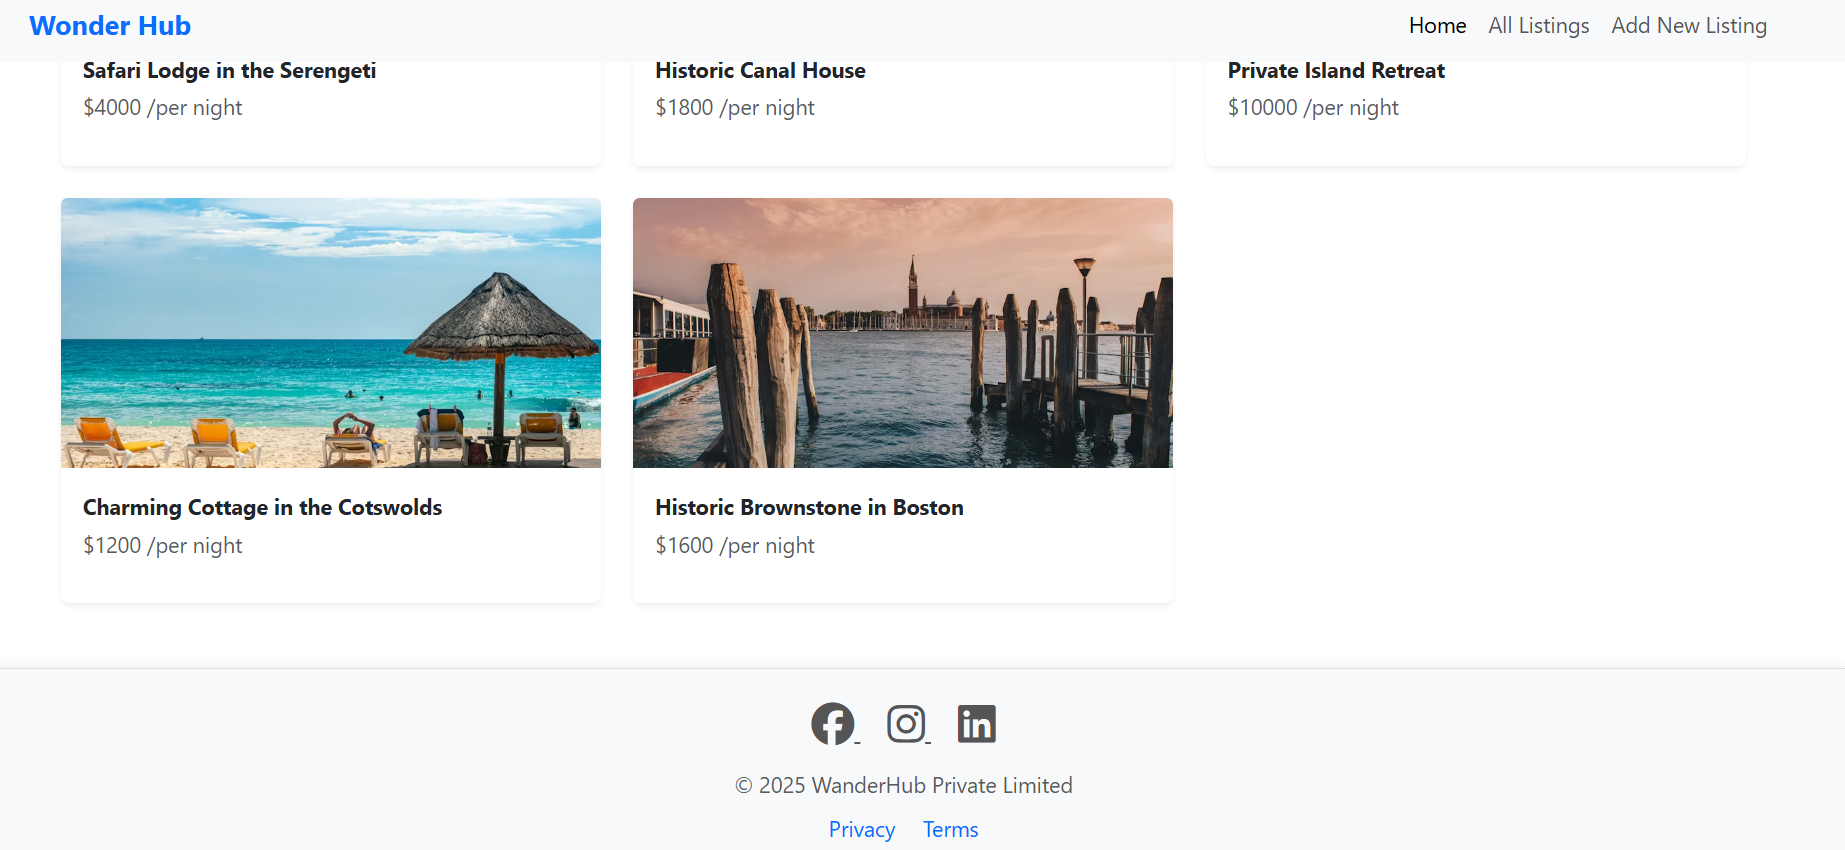 Wonder Hub
Home All Listings Add New Listing
Safari Lodge in the Serengeti
$4000 /per night
Historic Canal House
$1800 /per night
Private Island Retreat
$10000 /per night
Charming Cottage in the Cotswolds
$1200 /per night
Historic Brownstone in Boston
$1600 /per night
© 2025 WanderHub Private Limited
Privacy Terms